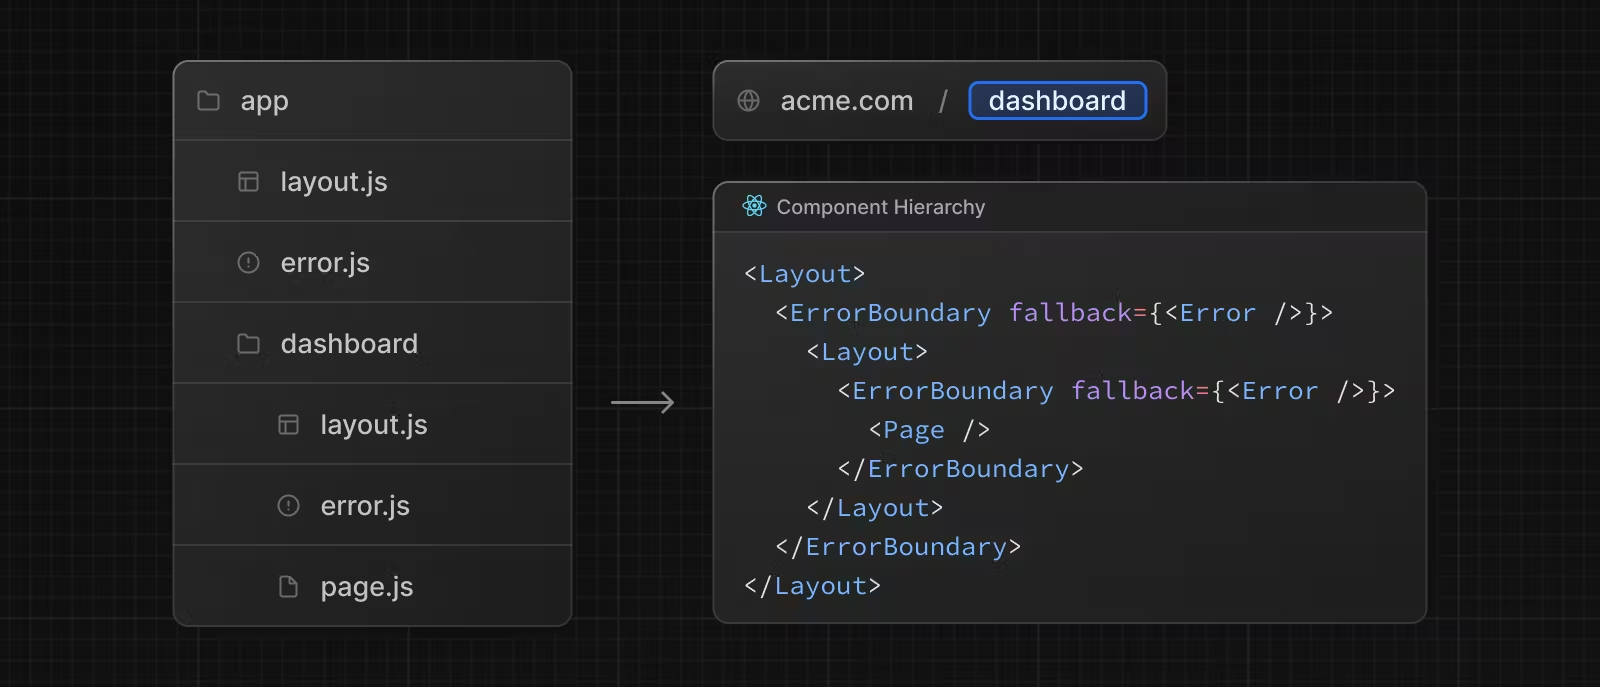 app
layout.js
error.js
dashboard
layout.js
error.js
page.js
acme.com / dashboard
Component Hierarchy
<Layout>
  <ErrorBoundary fallback={<Error />}>
    <Layout>
      <ErrorBoundary fallback={<Error />}>
        <Page />
      </ErrorBoundary>
    </Layout>
  </ErrorBoundary>
</Layout>